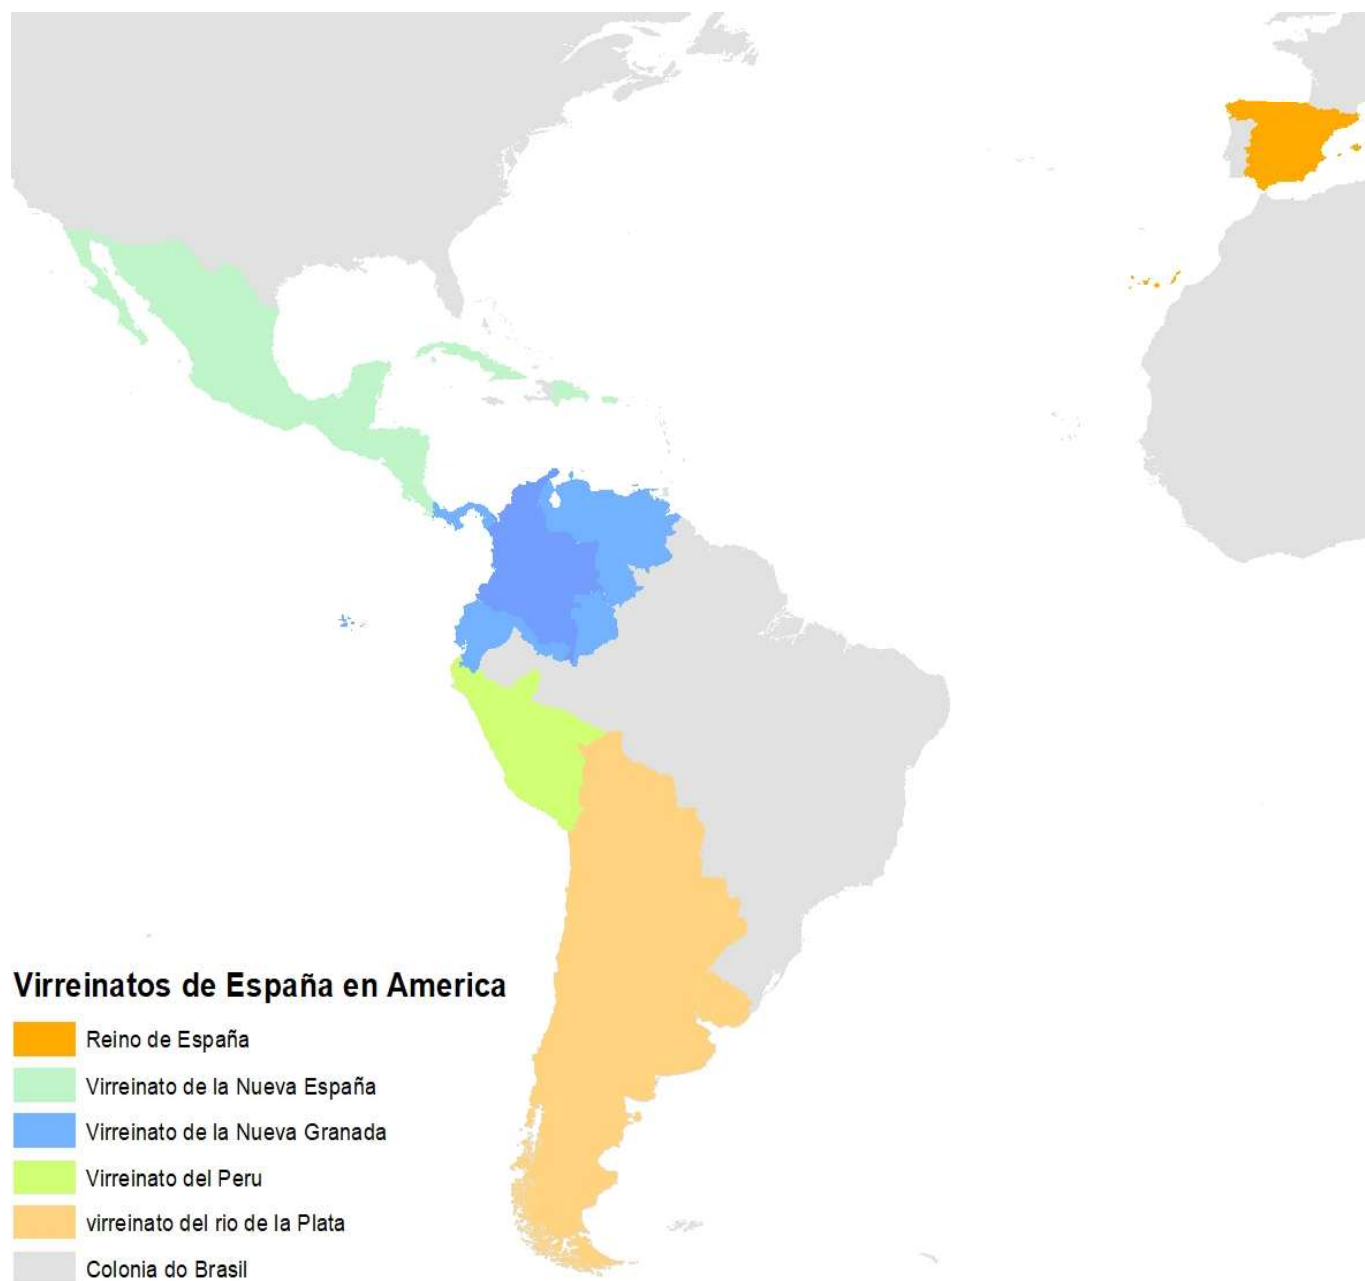 Virreinatos de España en America
Reino de España
Virreinato de la Nueva España
Virreinato de la Nueva Granada
Virreinato del Peru
virreinato del rio de la Plata
Colonia do Brasil